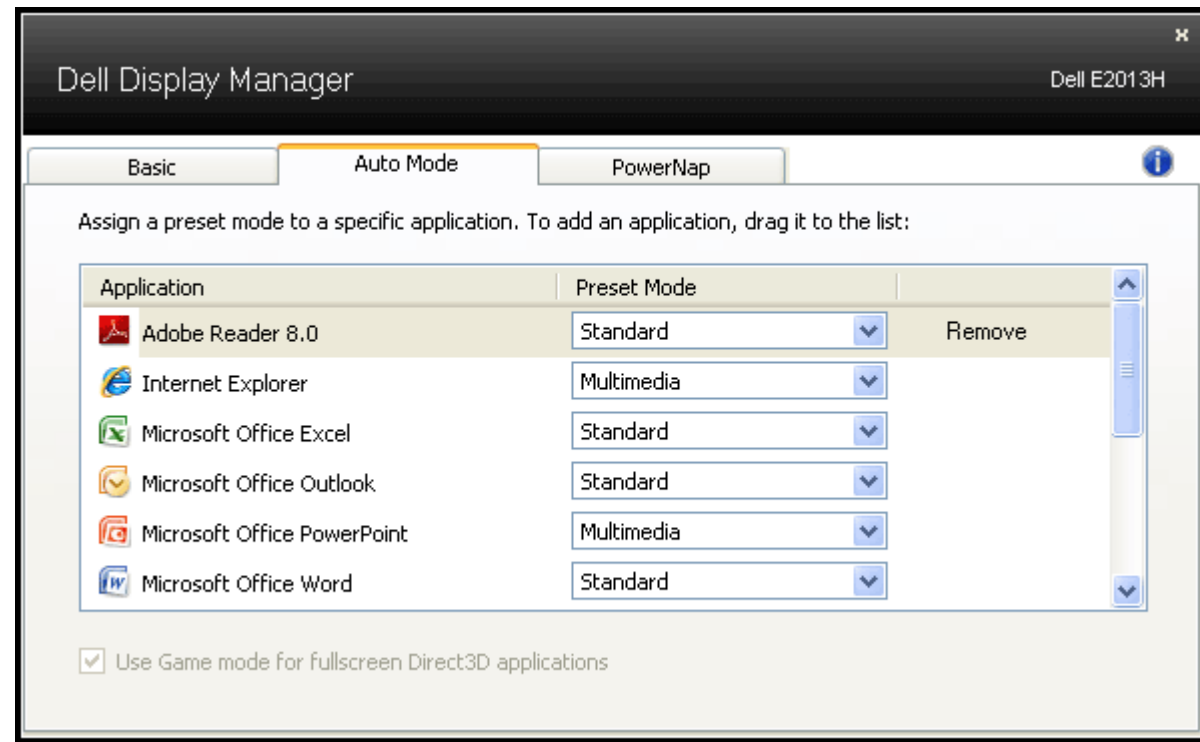 Dell Display Manager
Dell E2013H
Basic
Auto Mode
PowerNap
Assign a preset mode to a specific application. To add an application, drag it to the list:
Application Preset Mode
Adobe Reader 8.0 Standard Remove
Internet Explorer Multimedia
Microsoft Office Excel Standard
Microsoft Office Outlook Standard
Microsoft Office PowerPoint Multimedia
Microsoft Office Word Standard
Use Game mode for fullscreen Direct3D applications